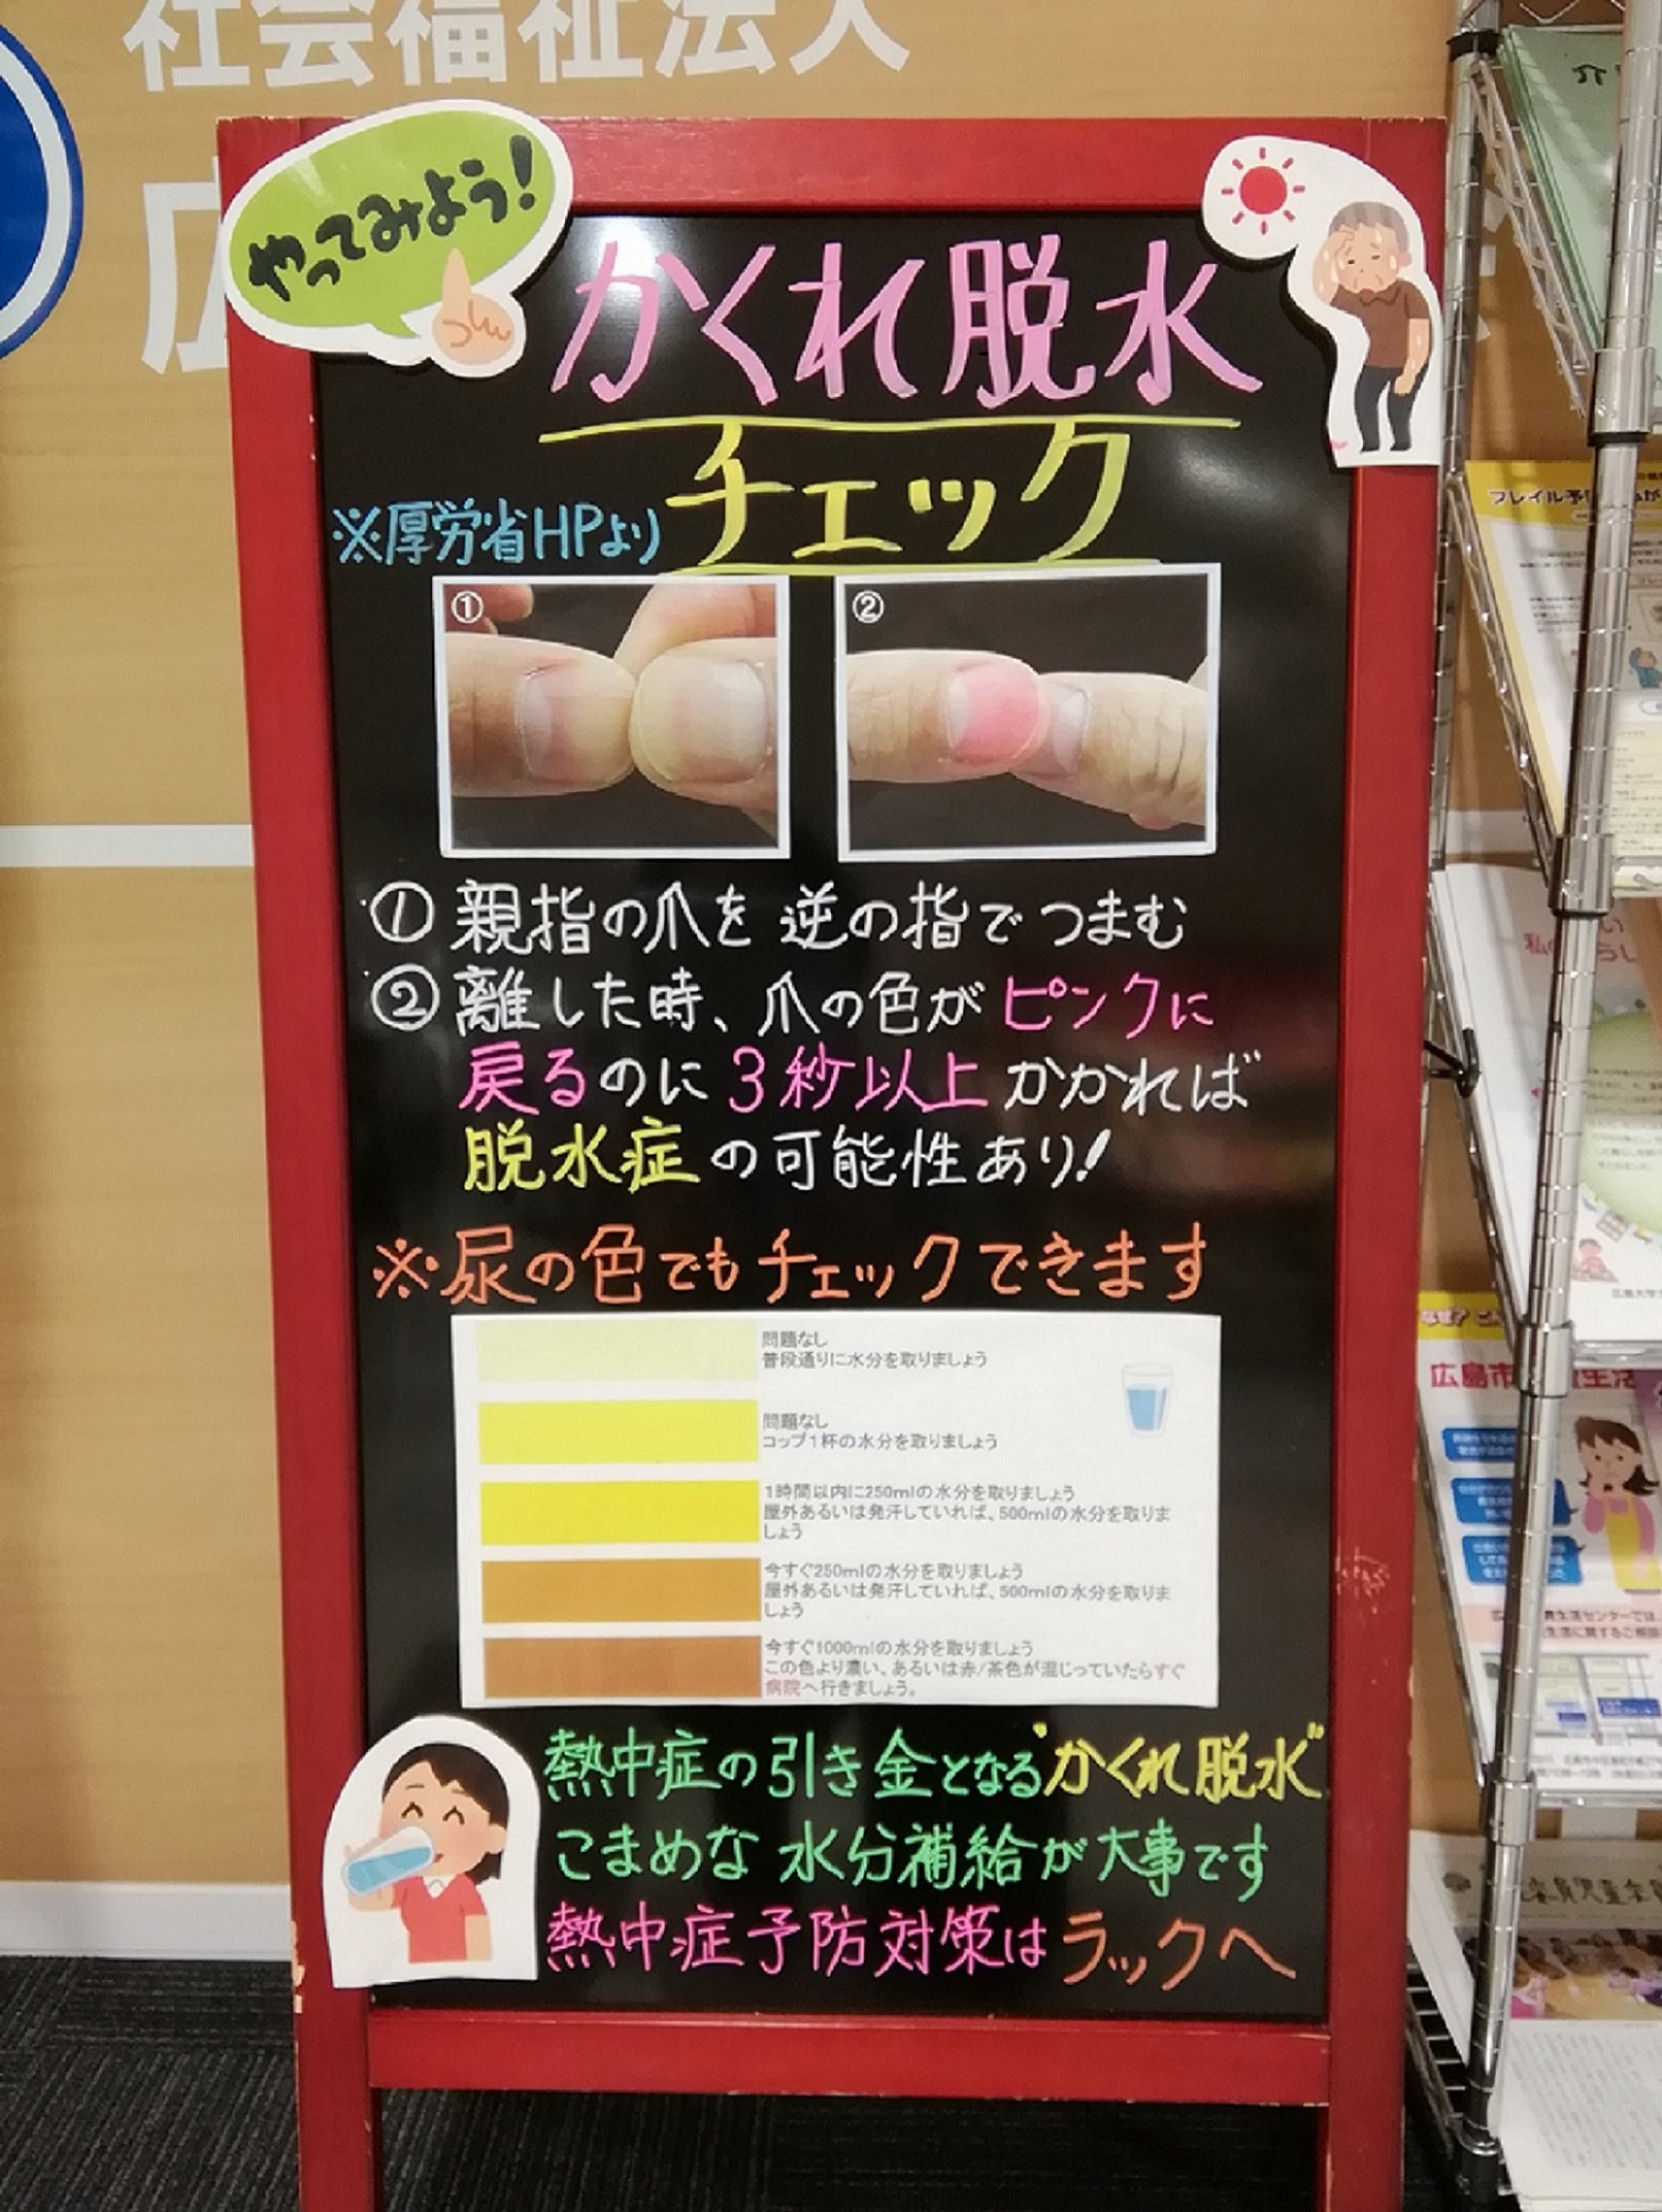 社会福祉法人
やってみよう!
かくれ脱水
チェック
※厚労省HPより
①
②
① 親指の爪を逆の指でつまむ
② 離した時、爪の色がピンクに
戻るのに3秒以上かかれば
脱水症の可能性あり!
※尿の色でもチェックできます
問題なし
普段通りに水分を取りましょう
問題なし
コップ1杯の水分を取りましょう
1時間以内に250mlの水分を取りましょう
屋外あるいは発汗していれば、500mlの水分を取りま
しょう
今すぐ250mlの水分を取りましょう
屋外あるいは発汗していれば、500mlの水分を取りま
しょう
今すぐ1000mlの水分を取りましょう
この色より濃い、あるいは赤/茶色が混じっていたらすぐ
病院へ行きましょう。
熱中症の引き金となる"かくれ脱水"
こまめな水分補給が大事です
熱中症予防対策はラックへ
フレイル予
広島市